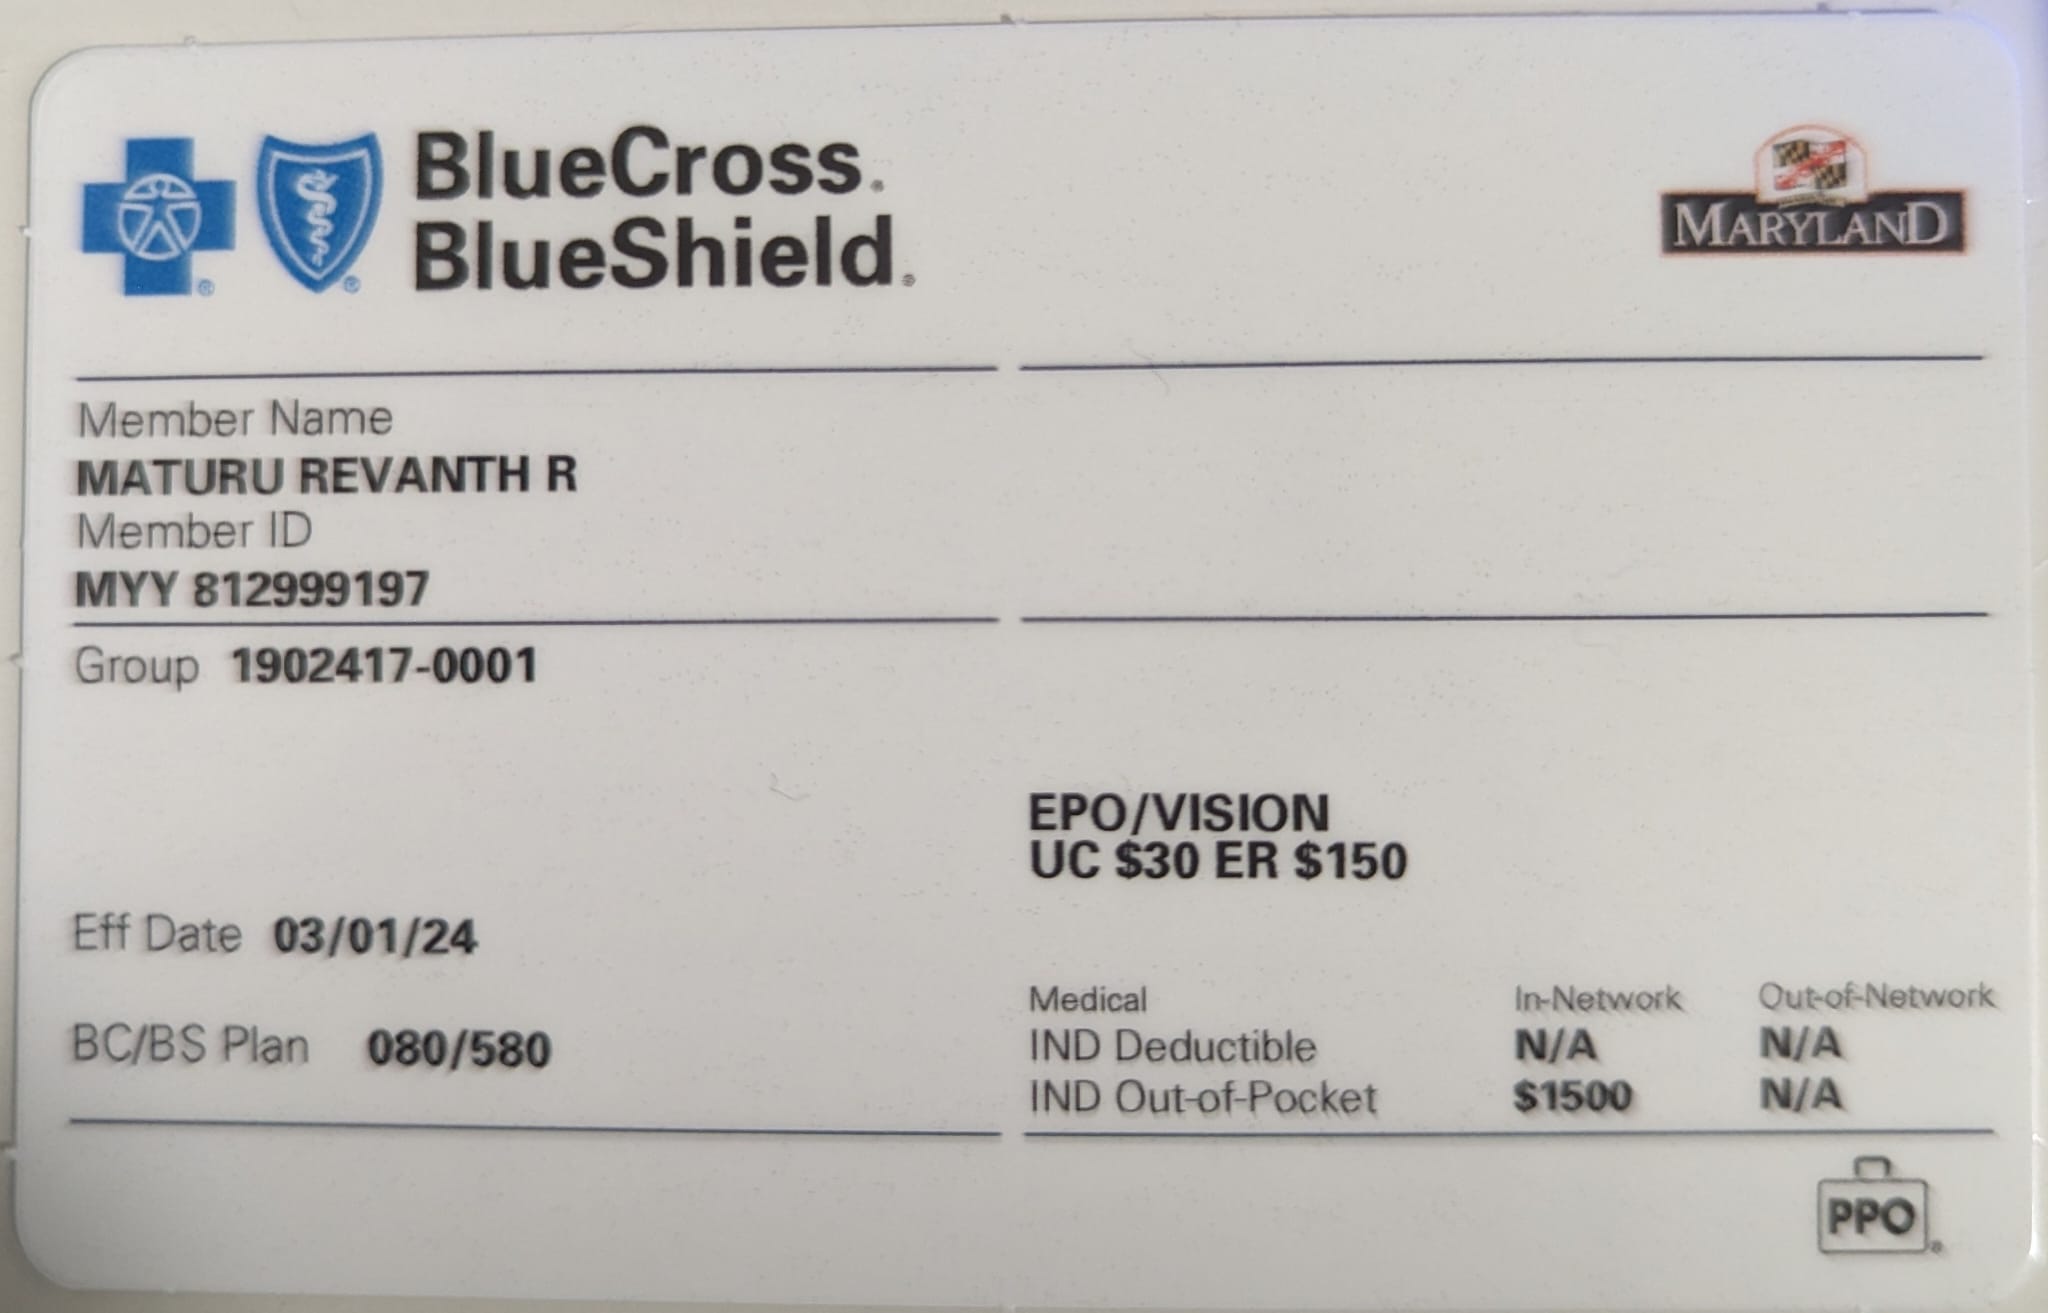 BlueCross
BlueShield
MARYLAND
Member Name
MATURU REVANTH R
Member ID
MYY 812999197
Group 1902417-0001
EPO/VISION
UC $30 ER $150
Eff Date 03/01/24
BC/BS Plan 080/580
Medical In-Network Out-of-Network
IND Deductible N/A N/A
IND Out-of-Pocket $1500 N/A
PPO